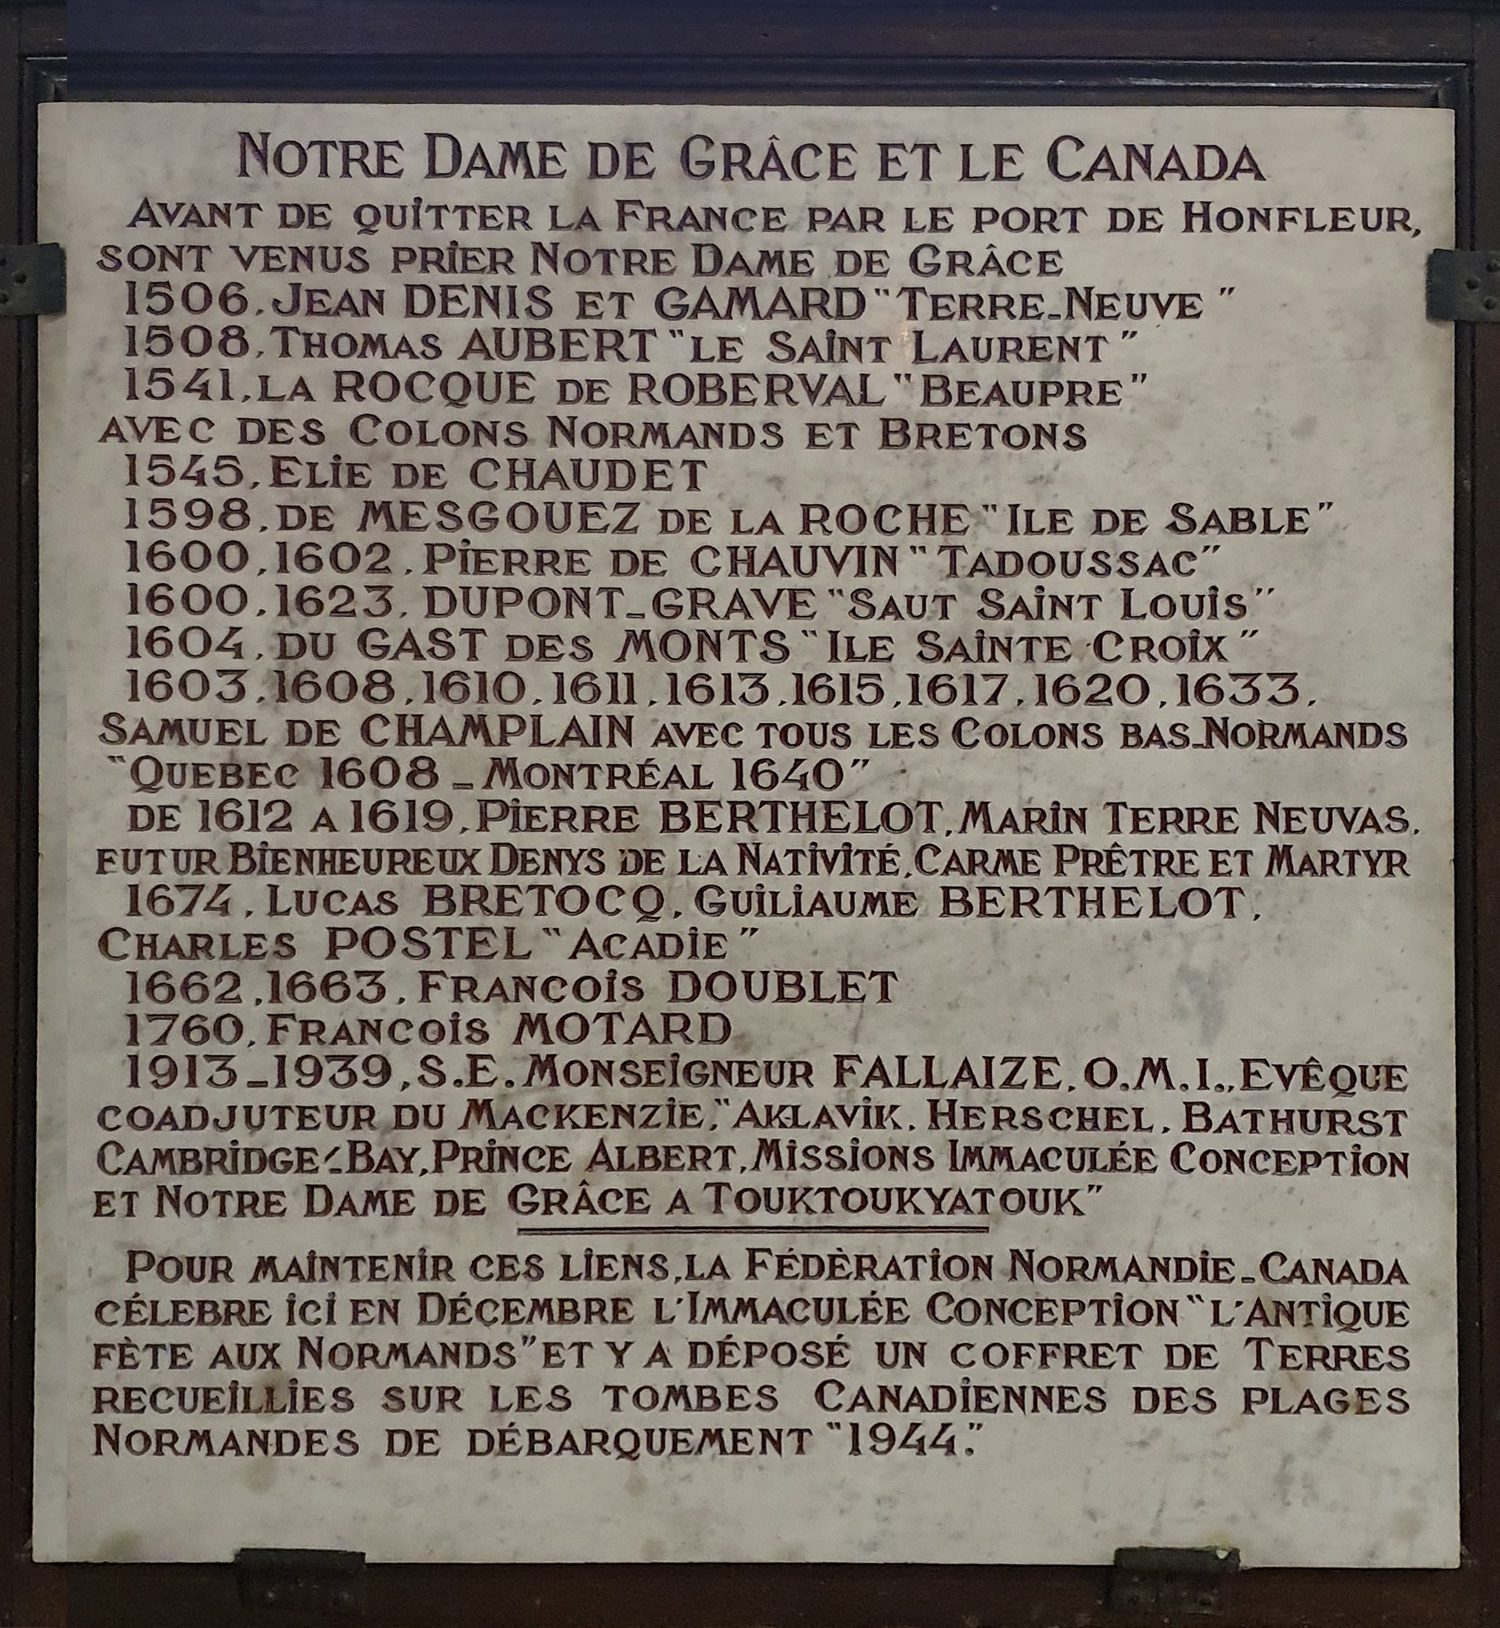 NOTRE DAME DE GRÂCE ET LE CANADA
AVANT DE QUITTER LA FRANCE PAR LE PORT DE HONFLEUR,
SONT VENUS PRIER NOTRE DAME DE GRÂCE
1506, JEAN DENIS ET GAMARD "TERRE-NEUVE"
1508, THOMAS AUBERT "LE SAINT LAURENT"
1541, LA ROCQUE DE ROBERVAL "BEAUPRE"
AVEC DES COLONS NORMANDS ET BRETONS
1545, ELIE DE CHAUDET
1598, DE MESGOUEZ DE LA ROCHE "ILE DE SABLE"
1600, 1602, PIERRE DE CHAUVIN "TADOUSSAC"
1600, 1623, DUPONT-GRAVE "SAUT SAINT LOUIS"
1604, DU GAST DES MONTS "ILE SAINTE CROIX"
1603, 1608, 1610, 1611, 1613, 1615, 1617, 1620, 1633,
SAMUEL DE CHAMPLAIN AVEC TOUS LES COLONS BAS-NORMANDS
"QUEBEC 1608 - MONTRÉAL 1640"
DE 1612 A 1619, PIERRE BERTHELOT, MARIN TERRE NEUVAS,
FUTUR BIENHEUREUX DENYS DE LA NATIVITÉ, CARME PRÊTRE ET MARTYR
1674, LUCAS BRETOCQ, GUILIAUME BERTHELOT,
CHARLES POSTEL "ACADIE"
1662, 1663, FRANCOIS DOUBLET
1760, FRANCOIS MOTARD
1913-1939, S.E. MONSEIGNEUR FALLAIZE, O.M.I., EVÊQUE
COADJUTEUR DU MACKENZIE, "AKLAVIK, HERSCHEL, BATHURST
CAMBRIDGE'-BAY, PRINCE ALBERT, MISSIONS IMMACULÉE CONCEPTION
ET NOTRE DAME DE GRÂCE A TOUKTOUKYATOUK"
POUR MAINTENIR CES LIENS, LA FÉDÈRATION NORMANDIE-CANADA
CÉLEBRE ICI EN DÉCEMBRE L'IMMACULÉE CONCEPTION "L'ANTIQUE
FÈTE AUX NORMANDS" ET Y A DÉPOSÉ UN COFFRET DE TERRES
RECUEILLIES SUR LES TOMBES CANADIENNES DES PLAGES
NORMANDES DE DÉBARQUEMENT "1944."